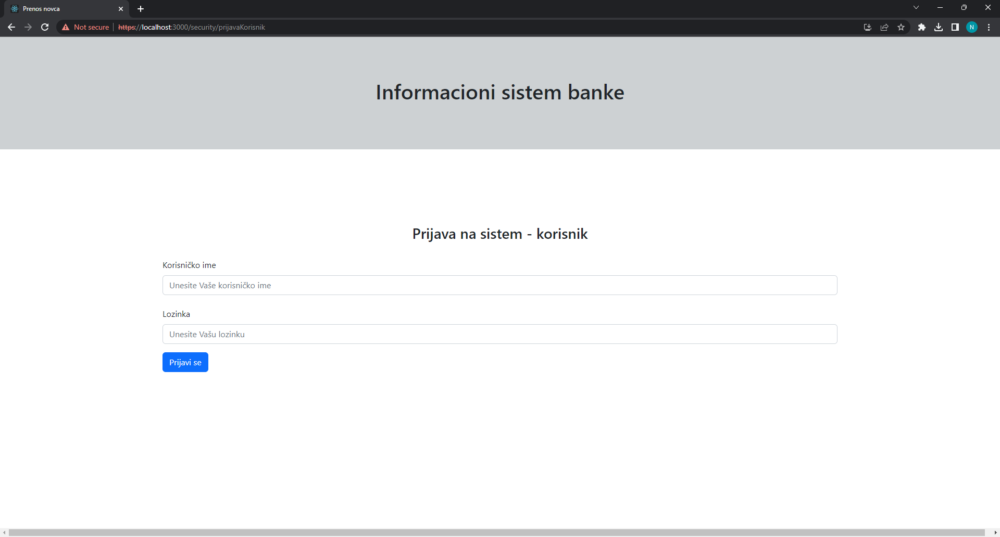 Prenos novca
Not secure https://localhost:3000/security/prijavaKorisnik
N
Informacioni sistem banke
Prijava na sistem - korisnik
Korisničko ime
Unesite Vaše korisničko ime
Lozinka
Unesite Vašu lozinku
Prijavi se